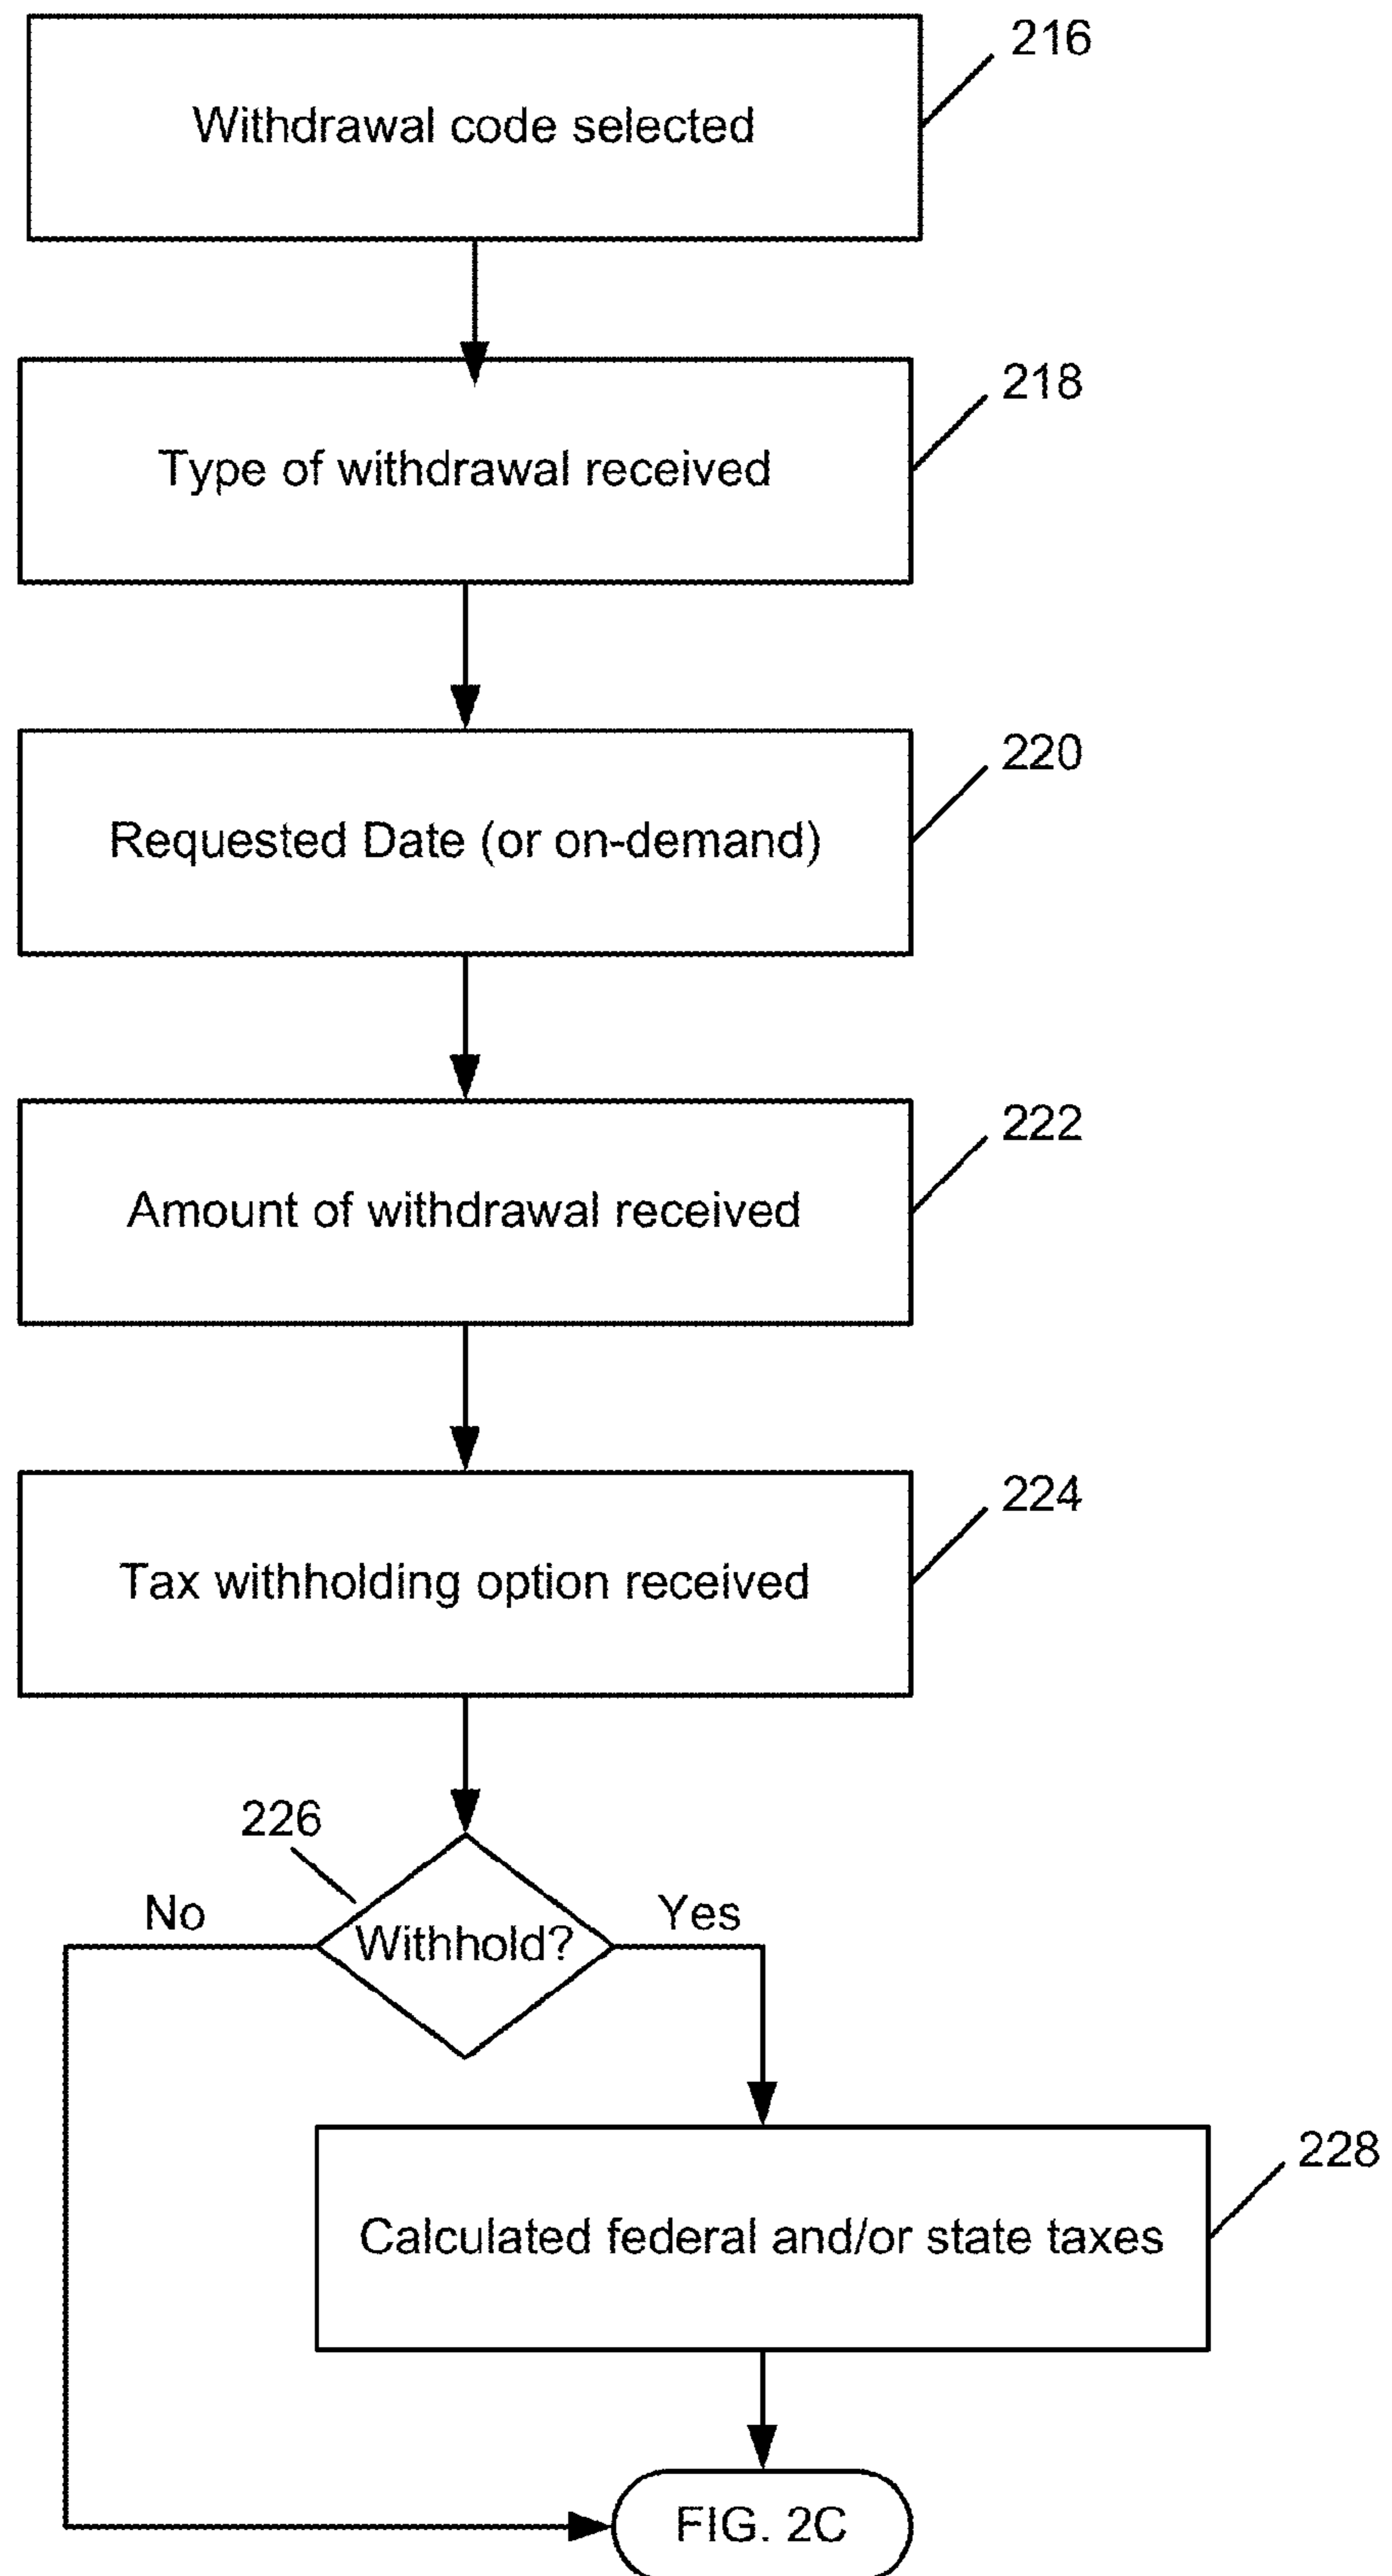 216
Withdrawal code selected
218
Type of withdrawal received
220
Requested Date (or on-demand)
222
Amount of withdrawal received
224
Tax withholding option received
226
No
Yes
Withhold?
228
Calculated federal and/or state taxes
FIG. 2C